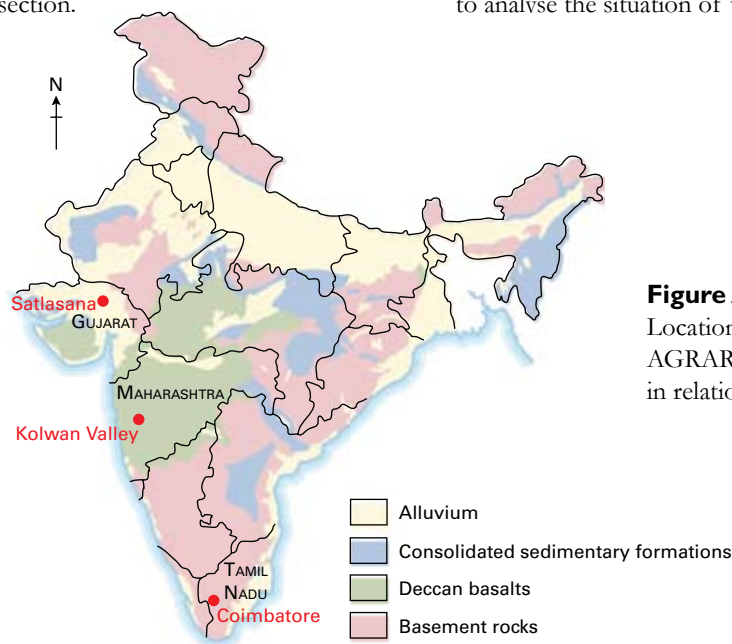 section.
to analyse the situation of
N
Satlasana
GUJARAT
MAHARASHTRA
Kolwan Valley
TAMIL
NADU
Coimbatore
Figure
Location
AGRAR
in relatio
Alluvium
Consolidated sedimentary formations
Deccan basalts
Basement rocks